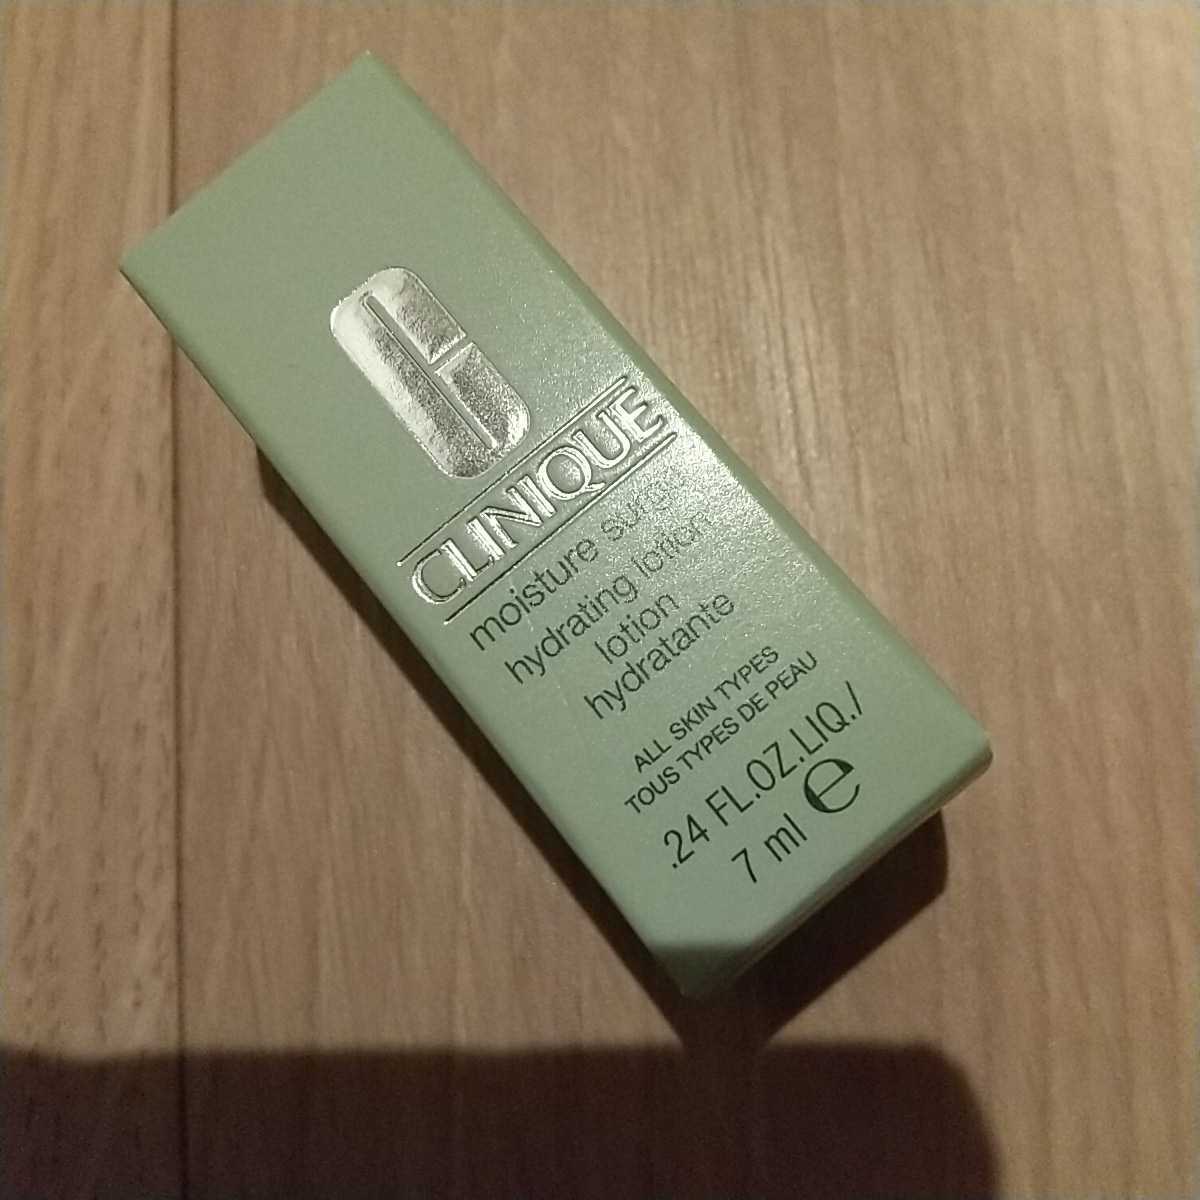 CLINIQUE
moisture surge
hydrating lotion
lotion
hydratante
ALL SKIN TYPES
TOUS TYPES DE PEAU
.24 FL.OZ.LIQ./
7 ml ℮